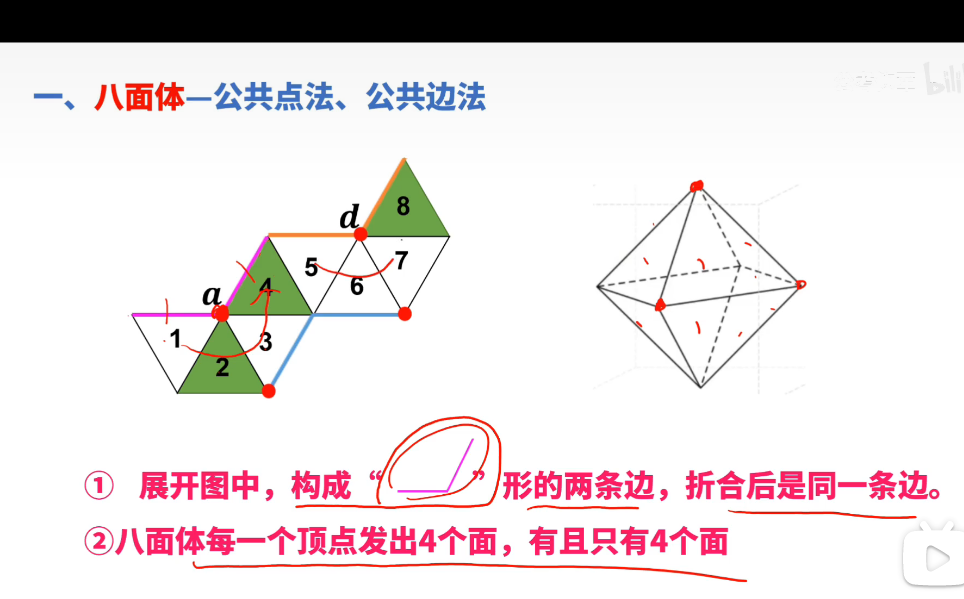 一、八面体—公共点法、公共边法
d
8
5
7
6
a
4
1
3
2
① 展开图中，构成“ ”形的两条边，折合后是同一条边。
②八面体每一个顶点发出4个面，有且只有4个面
bili